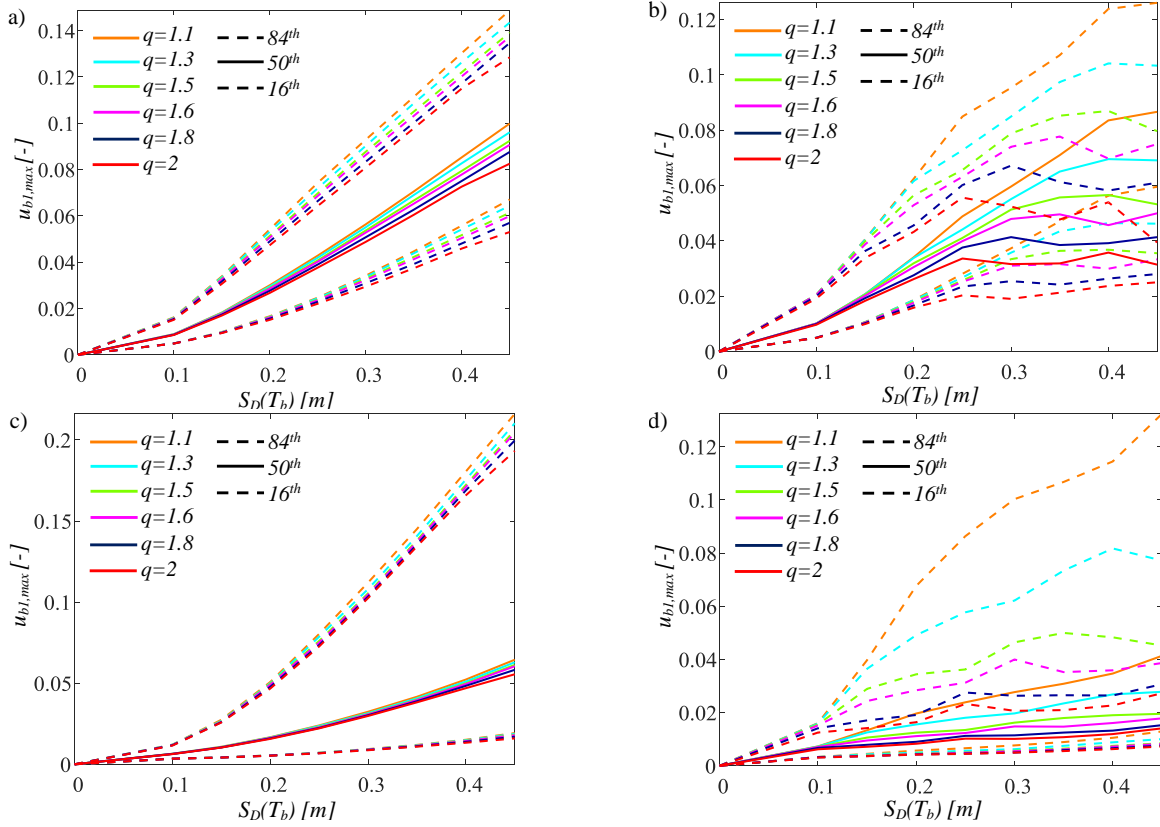 a)
q=1.1 84th
q=1.3 50th
q=1.5 16th
q=1.6
q=1.8
q=2
0.14
0.12
0.1
0.08
0.06
0.04
0.02
0
0 0.1 0.2 0.3 0.4
ub1,max [-]
SD(Tb) [m]
b)
q=1.1 84th
q=1.3 50th
q=1.5 16th
q=1.6
q=1.8
q=2
0.12
0.1
0.08
0.06
0.04
0.02
0
0 0.1 0.2 0.3 0.4
ub1,max [-]
SD(Tb) [m]
c)
q=1.1 84th
q=1.3 50th
q=1.5 16th
q=1.6
q=1.8
q=2
0.2
0.15
0.1
0.05
0
0 0.1 0.2 0.3 0.4
ub1,max [-]
SD(Tb) [m]
d)
q=1.1 84th
q=1.3 50th
q=1.5 16th
q=1.6
q=1.8
q=2
0.12
0.1
0.08
0.06
0.04
0.02
0
0 0.1 0.2 0.3 0.4
ub1,max [-]
SD(Tb) [m]